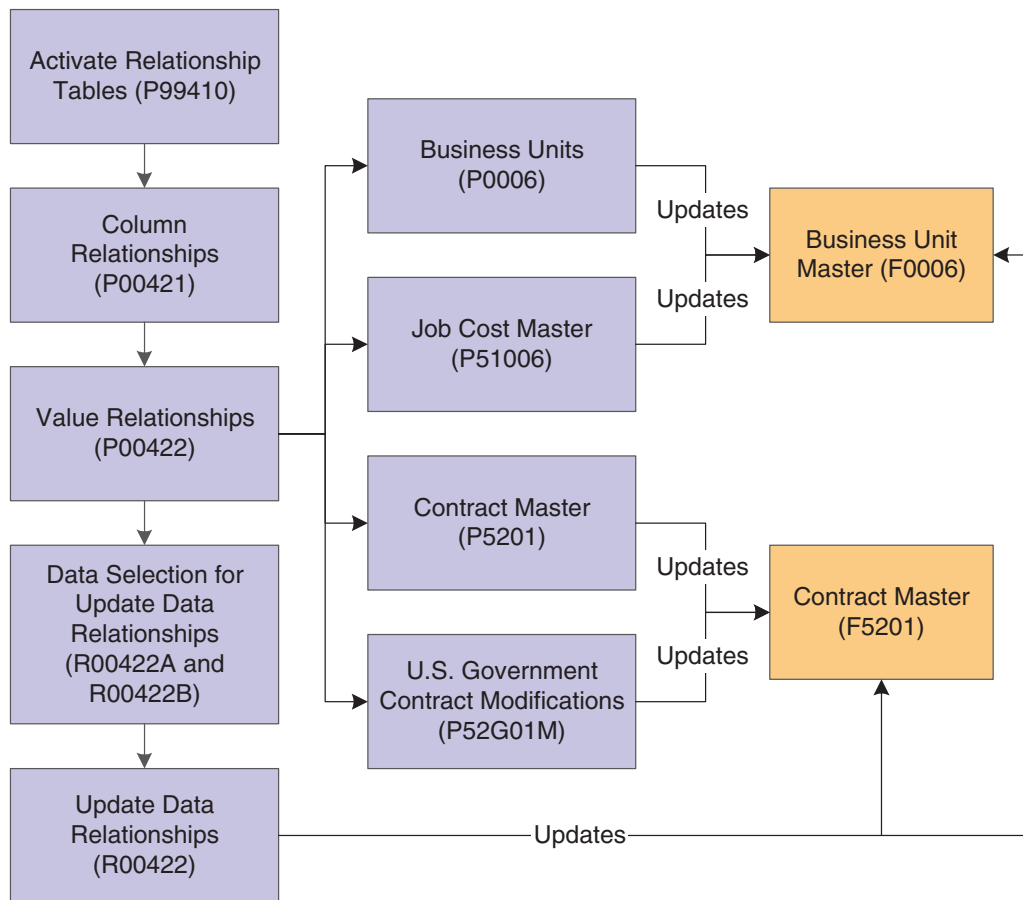 Activate Relationship
Tables (P99410)
Column
Relationships
(P00421)
Value Relationships
(P00422)
Data Selection for
Update Data
Relationships
(R00422A and
R00422B)
Update Data
Relationships
(R00422)
Business Units
(P0006)
Job Cost Master
(P51006)
Contract Master
(P5201)
U.S. Government
Contract Modifications
(P52G01M)
Updates
Updates
Updates
Updates
Updates
Business Unit
Master (F0006)
Contract Master
(F5201)